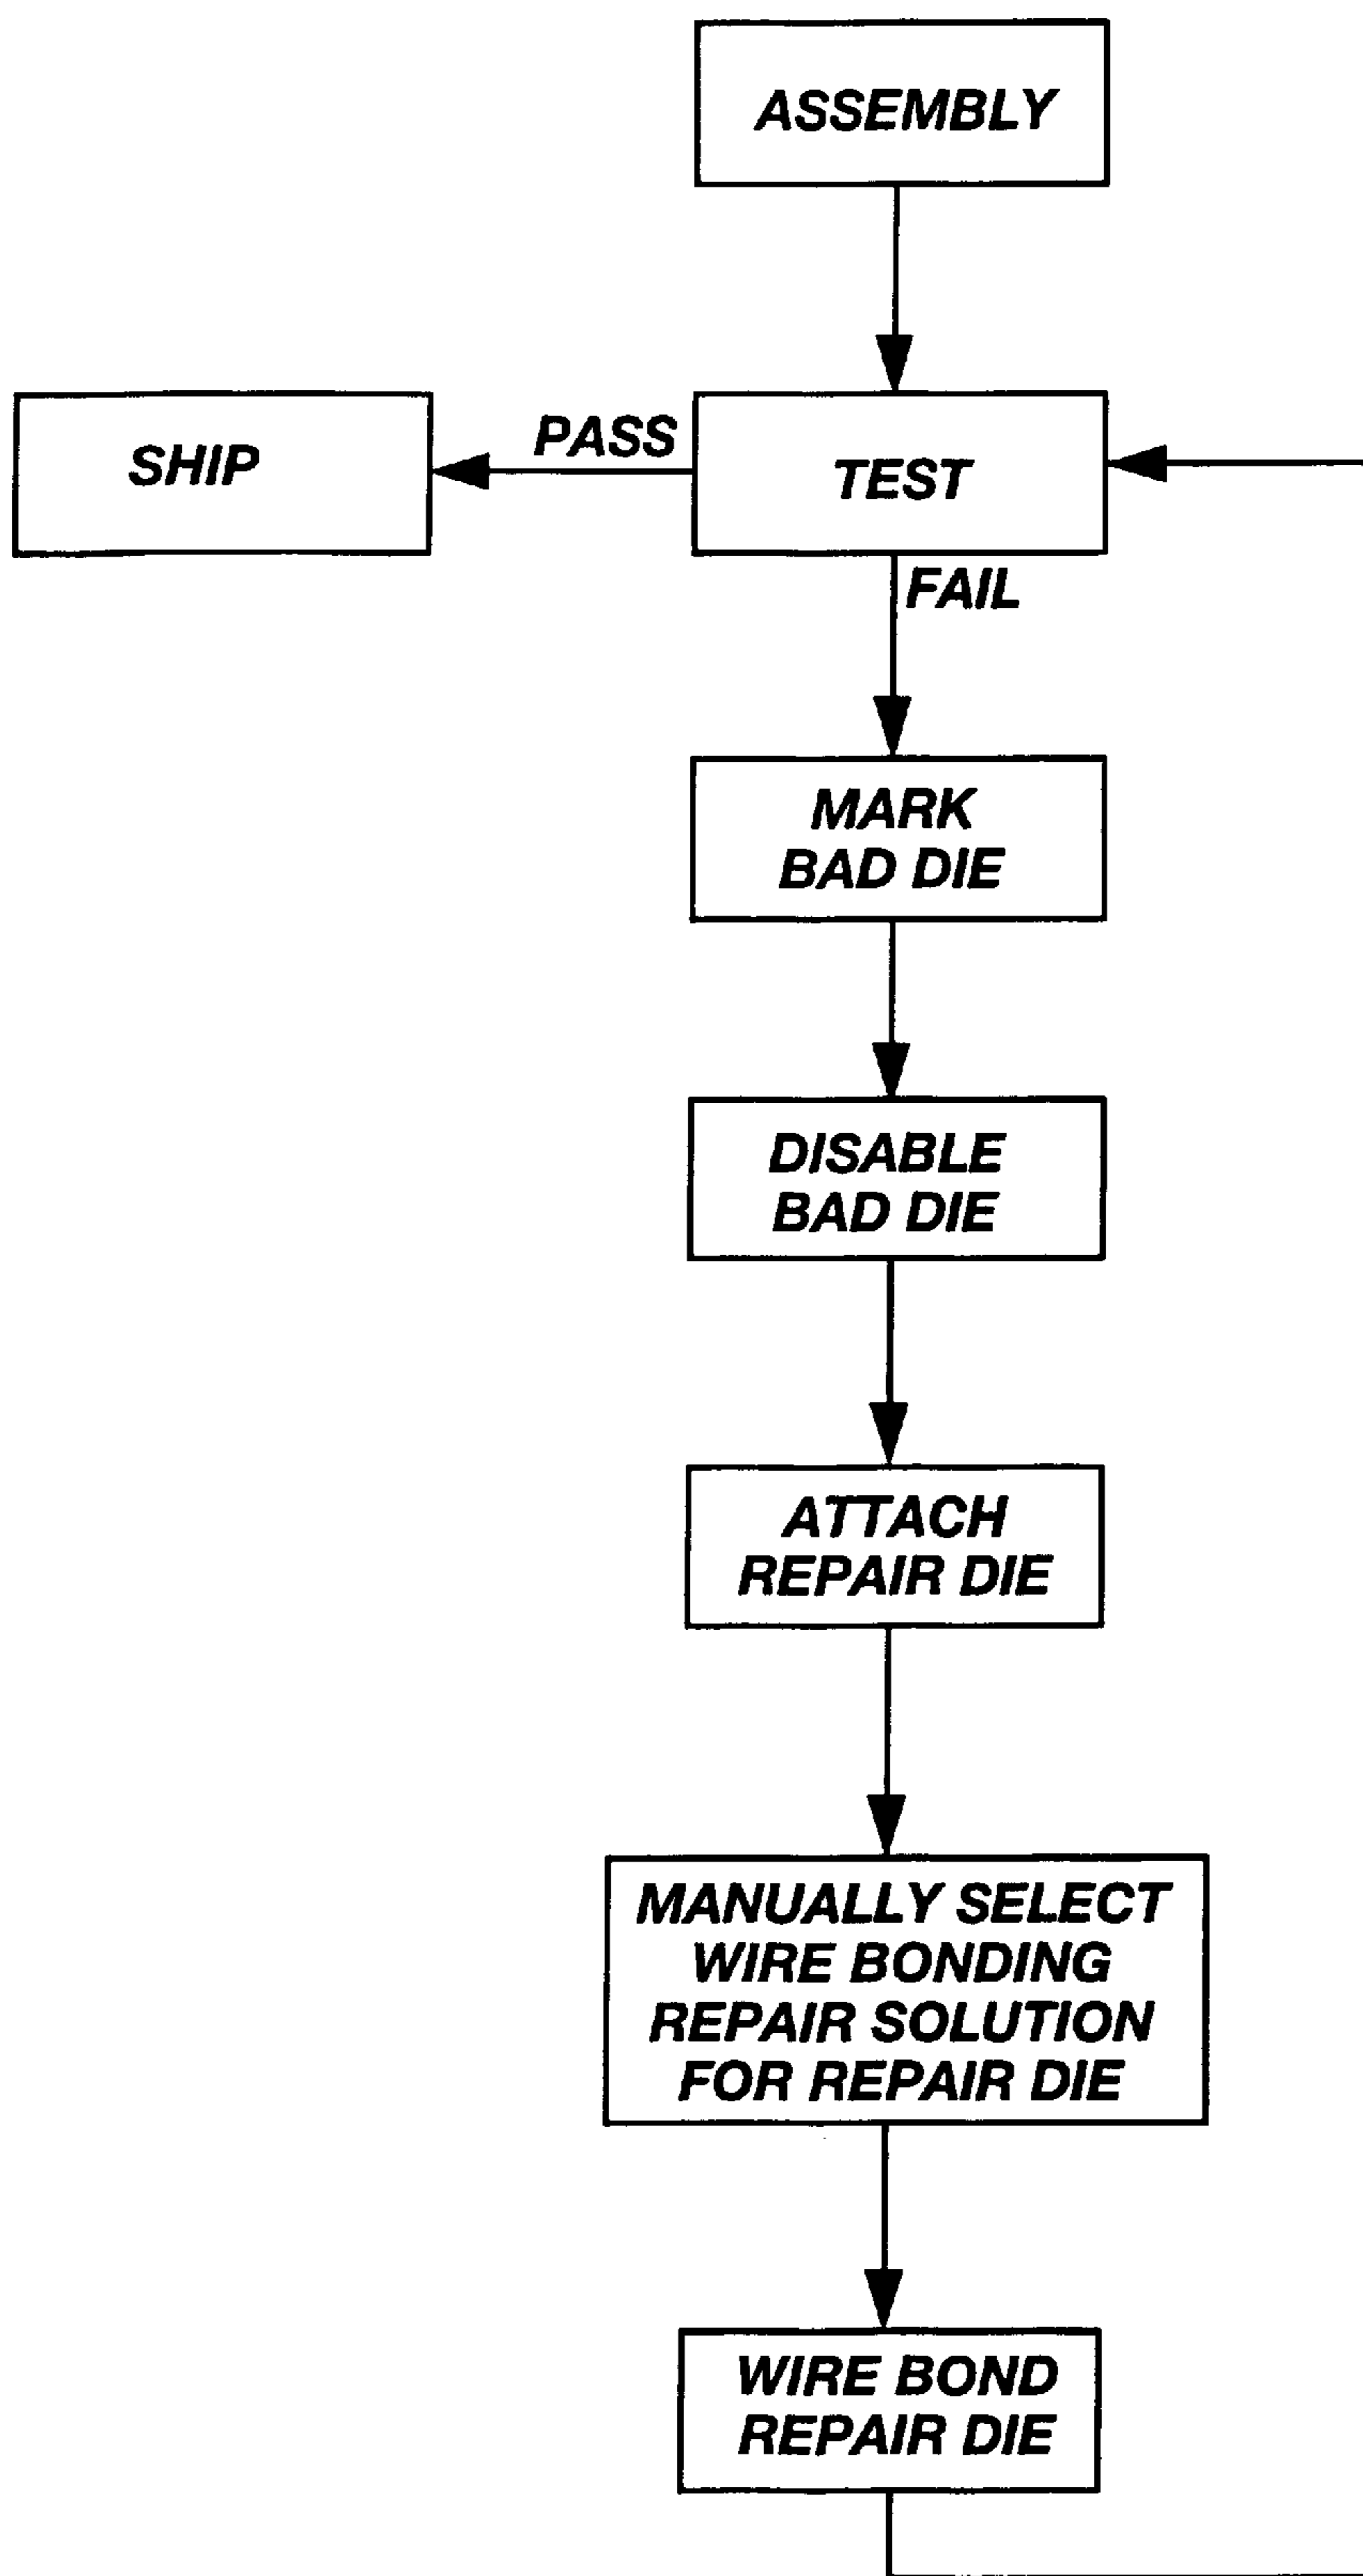 ASSEMBLY
SHIP
PASS
TEST
FAIL
MARK
BAD DIE
DISABLE
BAD DIE
ATTACH
REPAIR DIE
MANUALLY SELECT
WIRE BONDING
REPAIR SOLUTION
FOR REPAIR DIE
WIRE BOND
REPAIR DIE